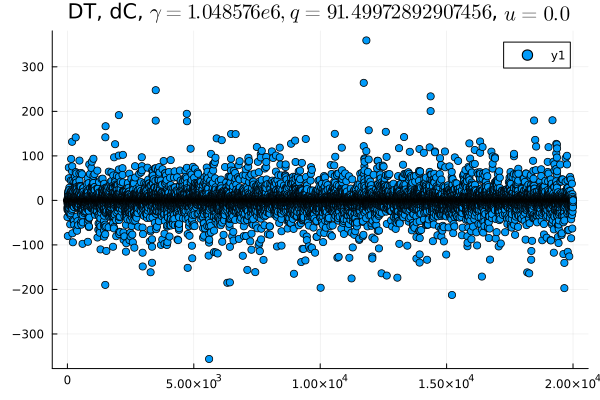 DT, dC, γ = 1.048576e6, q = 91.49972892907456, u = 0.0
y1
300
200
100
0
−100
−200
−300
0 5.00×10³ 1.00×10⁴ 1.50×10⁴ 2.00×10⁴